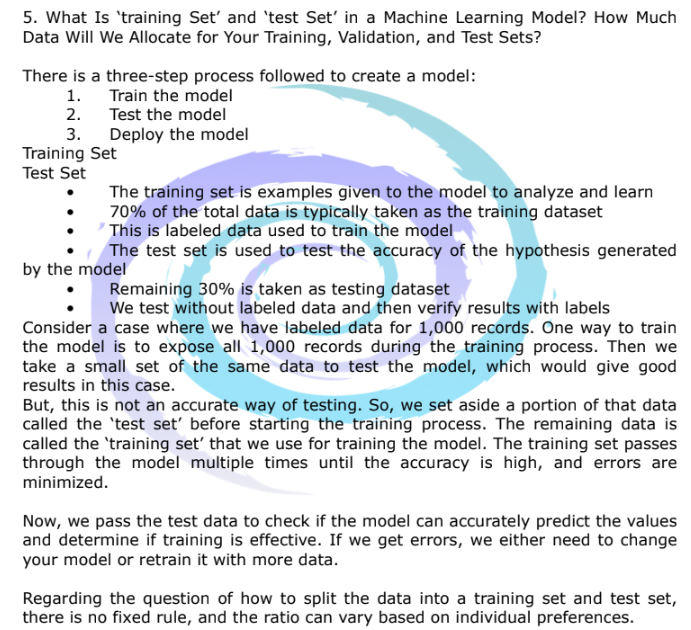 5. What Is ‘training Set’ and ‘test Set’ in a Machine Learning Model? How Much
Data Will We Allocate for Your Training, Validation, and Test Sets?
There is a three-step process followed to create a model:
1. Train the model
2. Test the model
3. Deploy the model
Training Set
Test Set
• The training set is examples given to the model to analyze and learn
• 70% of the total data is typically taken as the training dataset
• This is labeled data used to train the model
• The test set is used to test the accuracy of the hypothesis generated
by the model
• Remaining 30% is taken as testing dataset
• We test without labeled data and then verify results with labels
Consider a case where we have labeled data for 1,000 records. One way to train
the model is to expose all 1,000 records during the training process. Then we
take a small set of the same data to test the model, which would give good
results in this case.
But, this is not an accurate way of testing. So, we set aside a portion of that data
called the ‘test set’ before starting the training process. The remaining data is
called the ‘training set’ that we use for training the model. The training set passes
through the model multiple times until the accuracy is high, and errors are
minimized.
Now, we pass the test data to check if the model can accurately predict the values
and determine if training is effective. If we get errors, we either need to change
your model or retrain it with more data.
Regarding the question of how to split the data into a training set and test set,
there is no fixed rule, and the ratio can vary based on individual preferences.